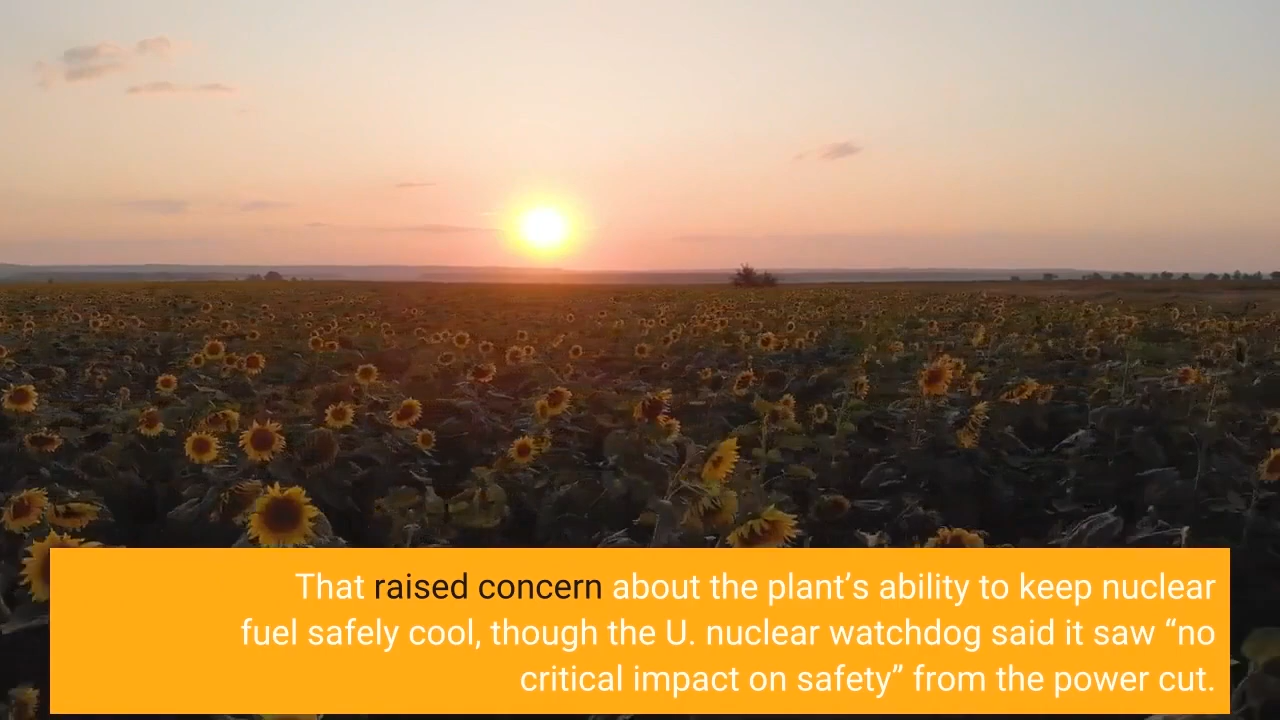 That raised concern about the plant’s ability to keep nuclear
fuel safely cool, though the U. nuclear watchdog said it saw “no
critical impact on safety” from the power cut.